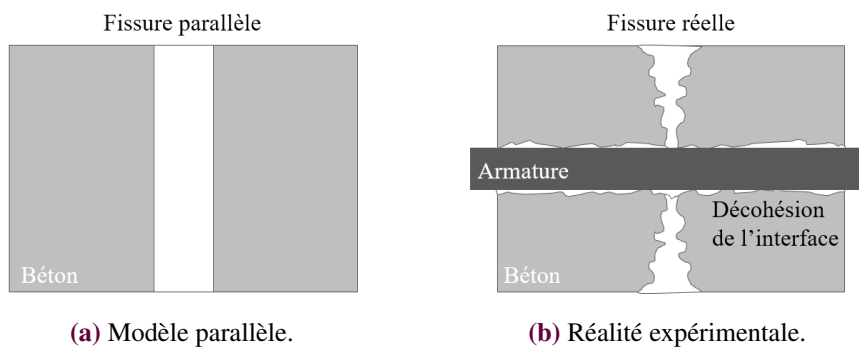 Fissure parallèle
Béton
(a) Modèle parallèle.
Fissure réelle
Armature
Décohésion
de l'interface
Béton
(b) Réalité expérimentale.